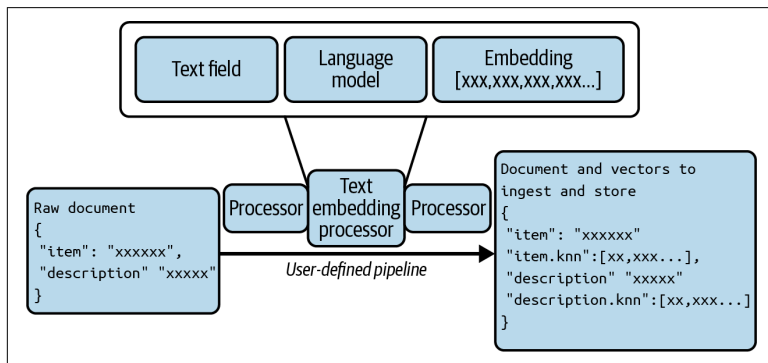 Text field
Language
model
Embedding
[xxx,xxx,xxx,xxx...]
Raw document
{
"item": "xxxxxx",
"description" "xxxxx"
}
Processor
Text
embedding
processor
Processor
User-defined pipeline
Document and vectors to
ingest and store
{
"item": "xxxxxx"
"item.knn":[xx,xxx...],
"description" "xxxxx"
"description.knn":[xx,xxx...]
}